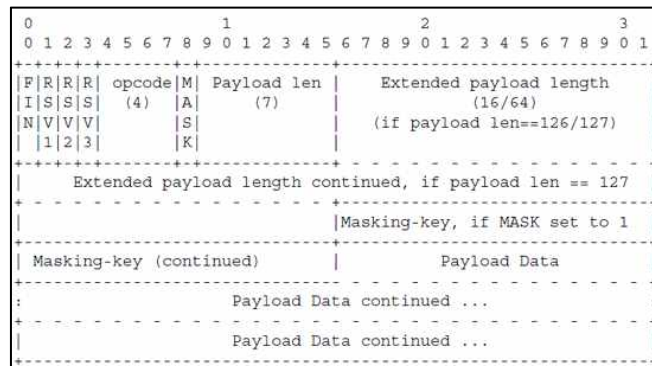 0 1 2 3
0 1 2 3 4 5 6 7 8 9 0 1 2 3 4 5 6 7 8 9 0 1 2 3 4 5 6 7 8 9 0 1
+-+-+-+-+-------+-+-------------+-------------------------------
|F|R|R|R| opcode|M| Payload len | Extended payload length
|I|S|S|S| (4) |A| (7) | (16/64)
|N|V|V|V| |S| | (if payload len==126/127)
| |1|2|3| |K| |
+-+-+-+-+-------+-+-------------+ - - - - - - - - - - - - - - -
| Extended payload length continued, if payload len == 127
+ - - - - - - - - - - - - - - - +-------------------------------
| |Masking-key, if MASK set to 1
+-------------------------------+-------------------------------
| Masking-key (continued) | Payload Data
+-------------------------------- - - - - - - - - - - - - - - -
: Payload Data continued ...
+ - - - - - - - - - - - - - - - - - - - - - - - - - - - - - - -
| Payload Data continued ...
+---------------------------------------------------------------